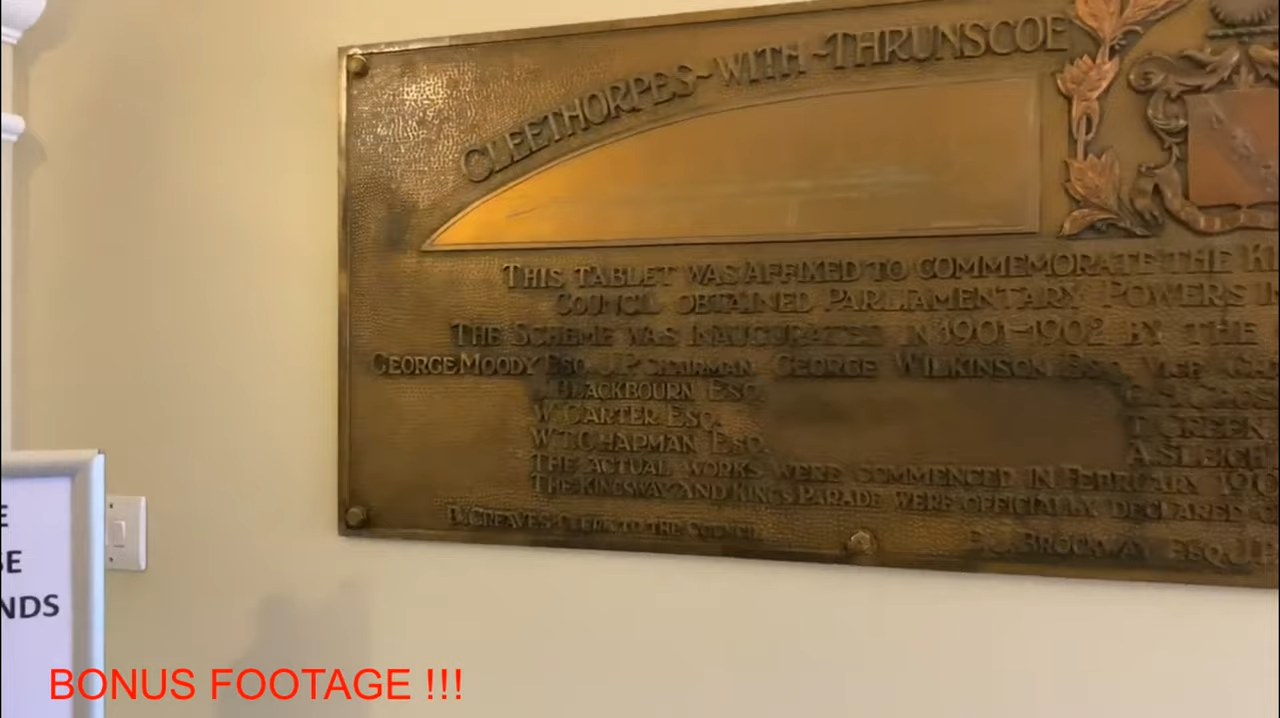 CLEETHORPES~WITH~THRUNSCOE
THIS TABLET WAS AFFIXED TO COMMEMORATE THE
COUNCIL OBTAINED PARLIAMENTARY POWERS
THE SCHEME WAS INAUGURATED IN 1901-1902 BY THE
GEORGE MOODY ESQ. J.P. CHAIRMAN GEORGE WILKINSON ESQ. VICE
BLACKBOURN ESQ.
W. CARTER ESQ.
T. GREEN
W.T. CHAPMAN ESQ.
A. SLEIGH
THE ACTUAL WORKS WERE COMMENCED IN FEBRUARY
THE KINGSWAY AND KING'S PARADE WERE OFFICIALLY DECLARED
GREAVES CLERK TO THE COUNCIL
BROCKWAY ESQ. J.P.
E
SE
NDS
BONUS FOOTAGE !!!